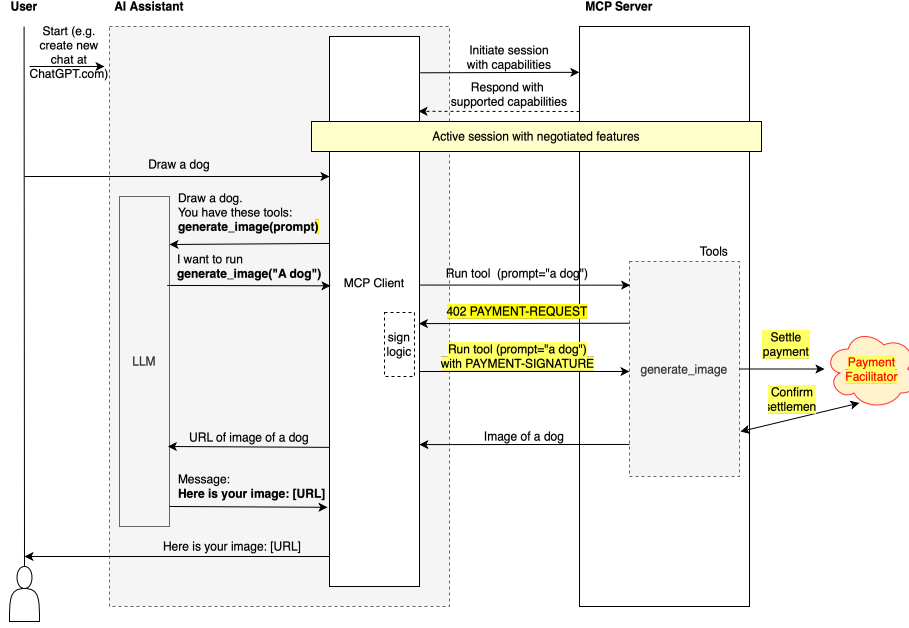 User
AI Assistant
MCP Server
Start (e.g.
create new
chat at
ChatGPT.com)
Initiate session
with capabilities
Respond with
supported capabilities
Active session with negotiated features
Draw a dog
Draw a dog.
You have these tools:
generate_image(prompt)
I want to run
generate_image("A dog")
MCP Client
Tools
Run tool  (prompt="a dog")
402 PAYMENT-REQUEST
sign
logic
Run tool (prompt="a dog")
with PAYMENT-SIGNATURE
LLM
generate_image
Settle
payment
Payment
Facilitator
Confirm
settlemen
URL of image of a dog
Image of a dog
Message:
Here is your image: [URL]
Here is your image: [URL]